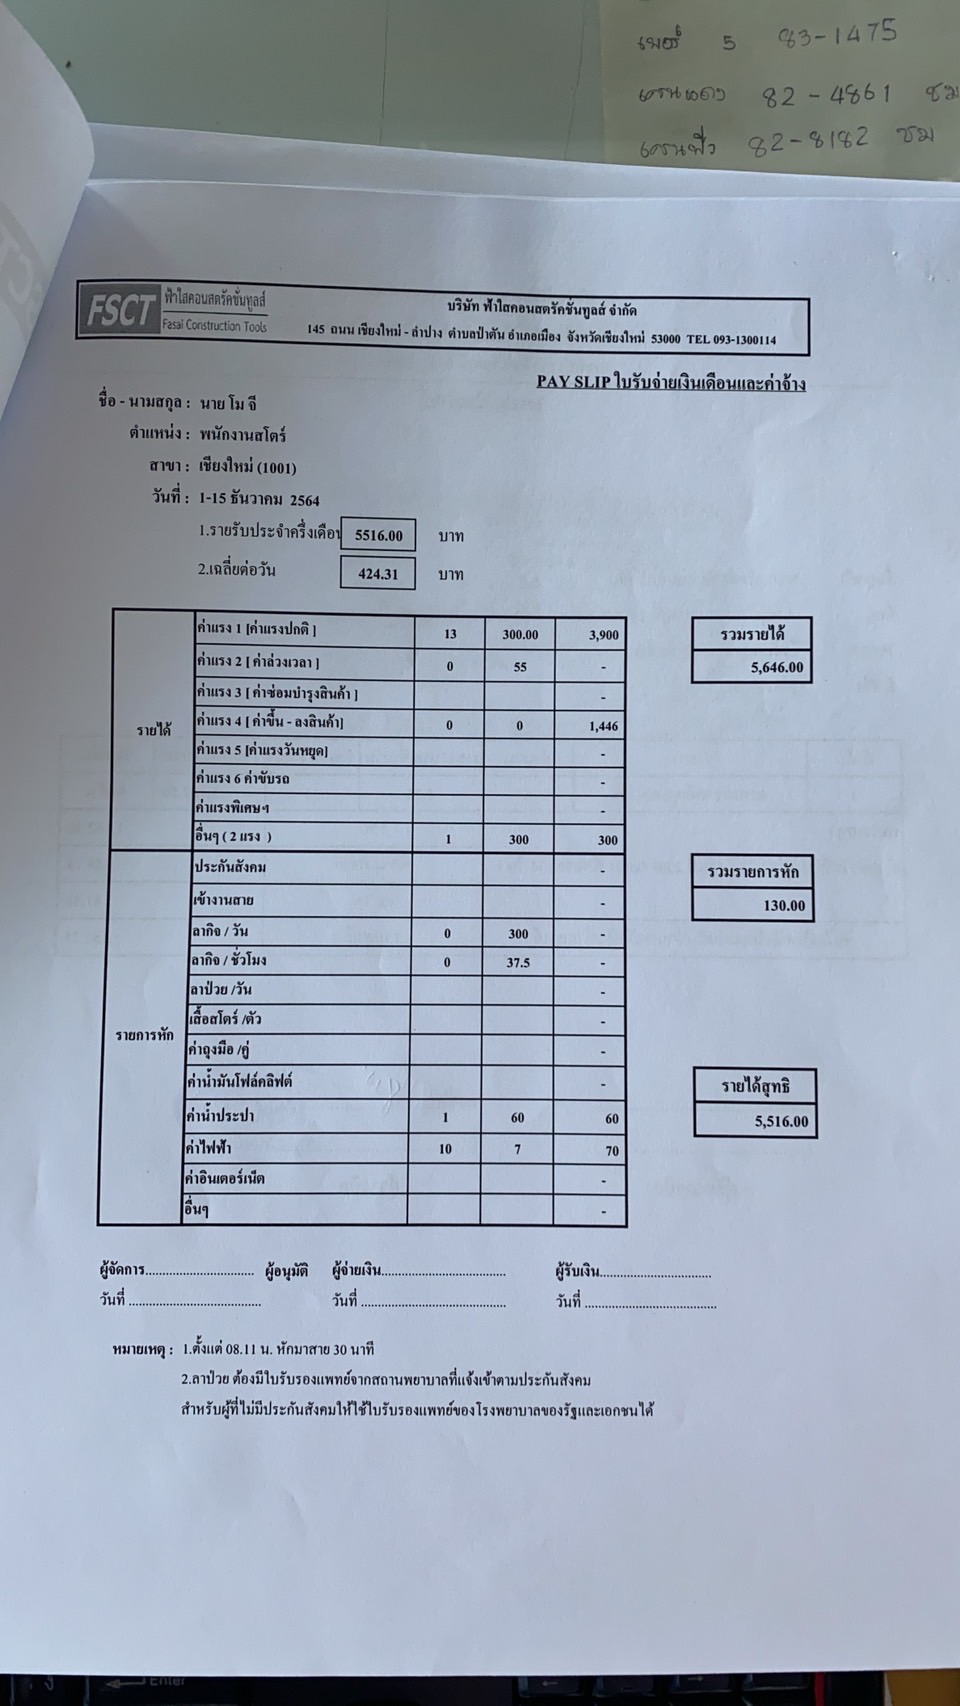 เบอร์ 5 83-1475
เครนแดง 82-4861 ชม
เครนฟ้า 82-8182 ชม
FSCT ฟ้าใสคอนสตรัคชั่นทูลส์
Fasai Construction Tools
บริษัท ฟ้าใสคอนสตรัคชั่นทูลส์ จำกัด
145 ถนน เชียงใหม่ - ลำปาง ตำบลป่าตัน อำเภอเมือง จังหวัดเชียงใหม่ 53000 TEL 093-1300114
PAY SLIP ใบรับจ่ายเงินเดือนและค่าจ้าง
ชื่อ - นามสกุล : นาย โม จี
ตำแหน่ง : พนักงานสโตร์
สาขา : เชียงใหม่ (1001)
วันที่ : 1-15 ธันวาคม 2564
1.รายรับประจำครึ่งเดือน 5516.00 บาท
2.เฉลี่ยต่อวัน 424.31 บาท
รายได้
ค่าแรง 1 [ค่าแรงปกติ ] 13 300.00 3,900
ค่าแรง 2 [ ค่าล่วงเวลา ] 0 55 -
ค่าแรง 3 [ ค่าซ่อมบำรุงสินค้า ] -
ค่าแรง 4 [ ค่าขึ้น - ลงสินค้า] 0 0 1,446
ค่าแรง 5 [ค่าแรงวันหยุด] -
ค่าแรง 6 ค่าขับรถ -
ค่าแรงพิเศษฯ -
อื่นๆ ( 2 แรง ) 1 300 300
รวมรายได้
5,646.00
รายการหัก
ประกันสังคม -
เข้างานสาย -
ลากิจ / วัน 0 300 -
ลากิจ / ชั่วโมง 0 37.5 -
ลาป่วย /วัน -
เสื้อสโตร์ /ตัว -
ค่าถุงมือ /คู่ -
ค่าน้ำมันโฟล์คลิฟต์ -
ค่าน้ำประปา 1 60 60
ค่าไฟฟ้า 10 7 70
ค่าอินเตอร์เน็ต -
อื่นๆ -
รวมรายการหัก
130.00
รายได้สุทธิ
5,516.00
ผู้จัดการ................................ ผู้อนุมัติ ผู้จ่ายเงิน..................................... ผู้รับเงิน.................................
วันที่ ....................................... วันที่ ........................................... วันที่ .......................................
หมายเหตุ : 1.ตั้งแต่ 08.11 น. หักมาสาย 30 นาที
2.ลาป่วย ต้องมีใบรับรองแพทย์จากสถานพยาบาลที่แจ้งเข้าตามประกันสังคม
สำหรับผู้ที่ไม่มีประกันสังคมให้ใช้ใบรับรองแพทย์ของโรงพยาบาลของรัฐและเอกชนได้
Enter